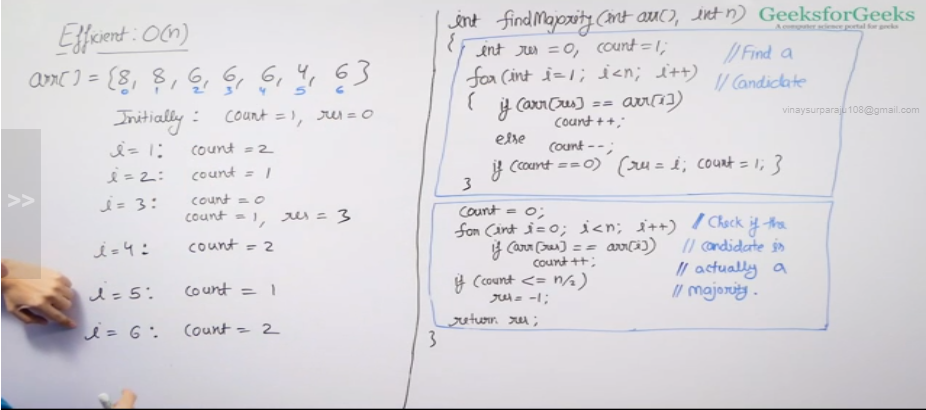 Efficient: O(n)
arr[] = {8, 8, 6, 6, 6, 4, 6}
0 1 2 3 4 5 6
Initially: count = 1, res = 0
i = 1: count = 2
i = 2: count = 1
i = 3: count = 0
count = 1, res = 3
i = 4: count = 2
i = 5: count = 1
i = 6: count = 2
>>
GeeksforGeeks
A computer science portal for geeks
int findMajority(int arr[], int n)
{
int res = 0, count = 1; //Find a
for(int i=1; i<n; i++) //Candidate
{ if (arr[res] == arr[i])
count++;
else
count--;
if (count == 0) {res = i; count = 1; }
}
vinaysurparaju108@gmail.com
count = 0;
for (int i=0; i<n; i++) // Check if the
if (arr[res] == arr[i]) // candidate is
count++; // actually a
if (count <= n/2) // majority.
res = -1;
return res;
}